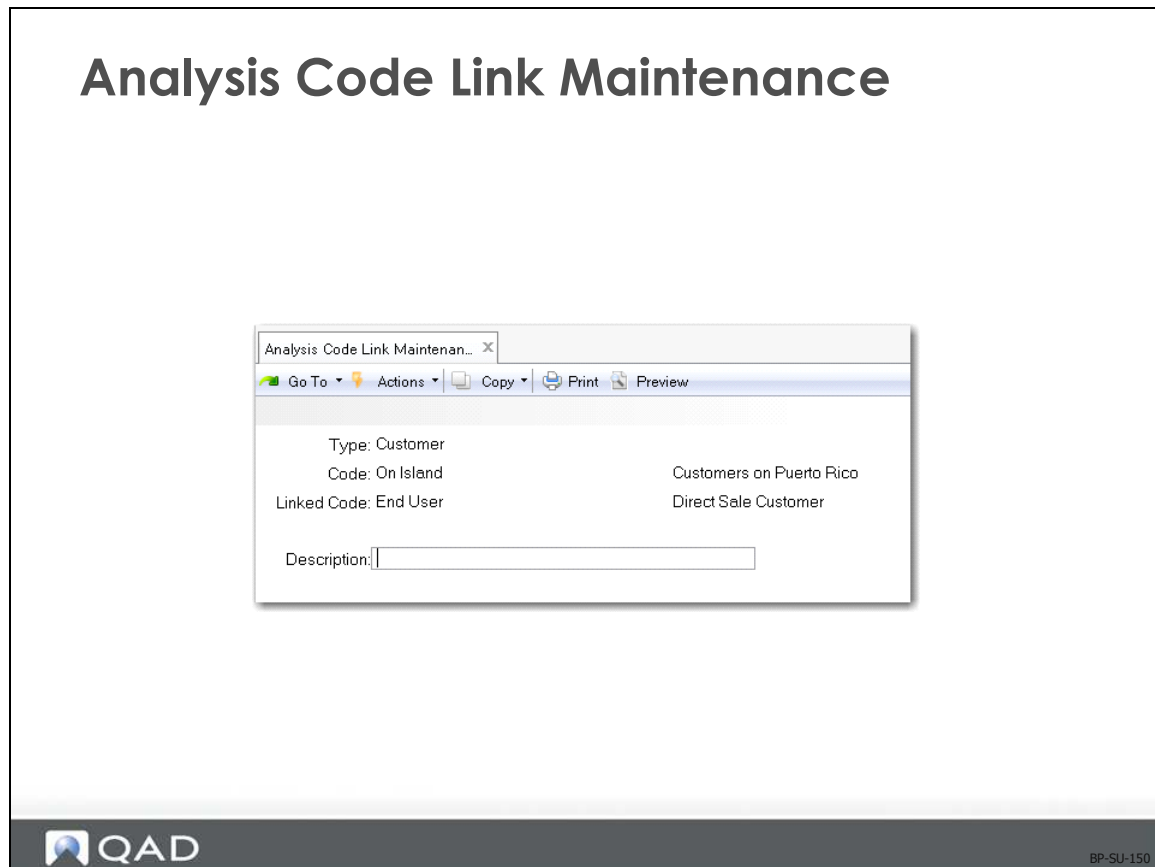 Analysis Code Link Maintenance
Analysis Code Link Maintenan... X
Go To Actions Copy Print Preview
Type: Customer
Code: On Island Customers on Puerto Rico
Linked Code: End User Direct Sale Customer
Description:
QAD
BP-SU-150